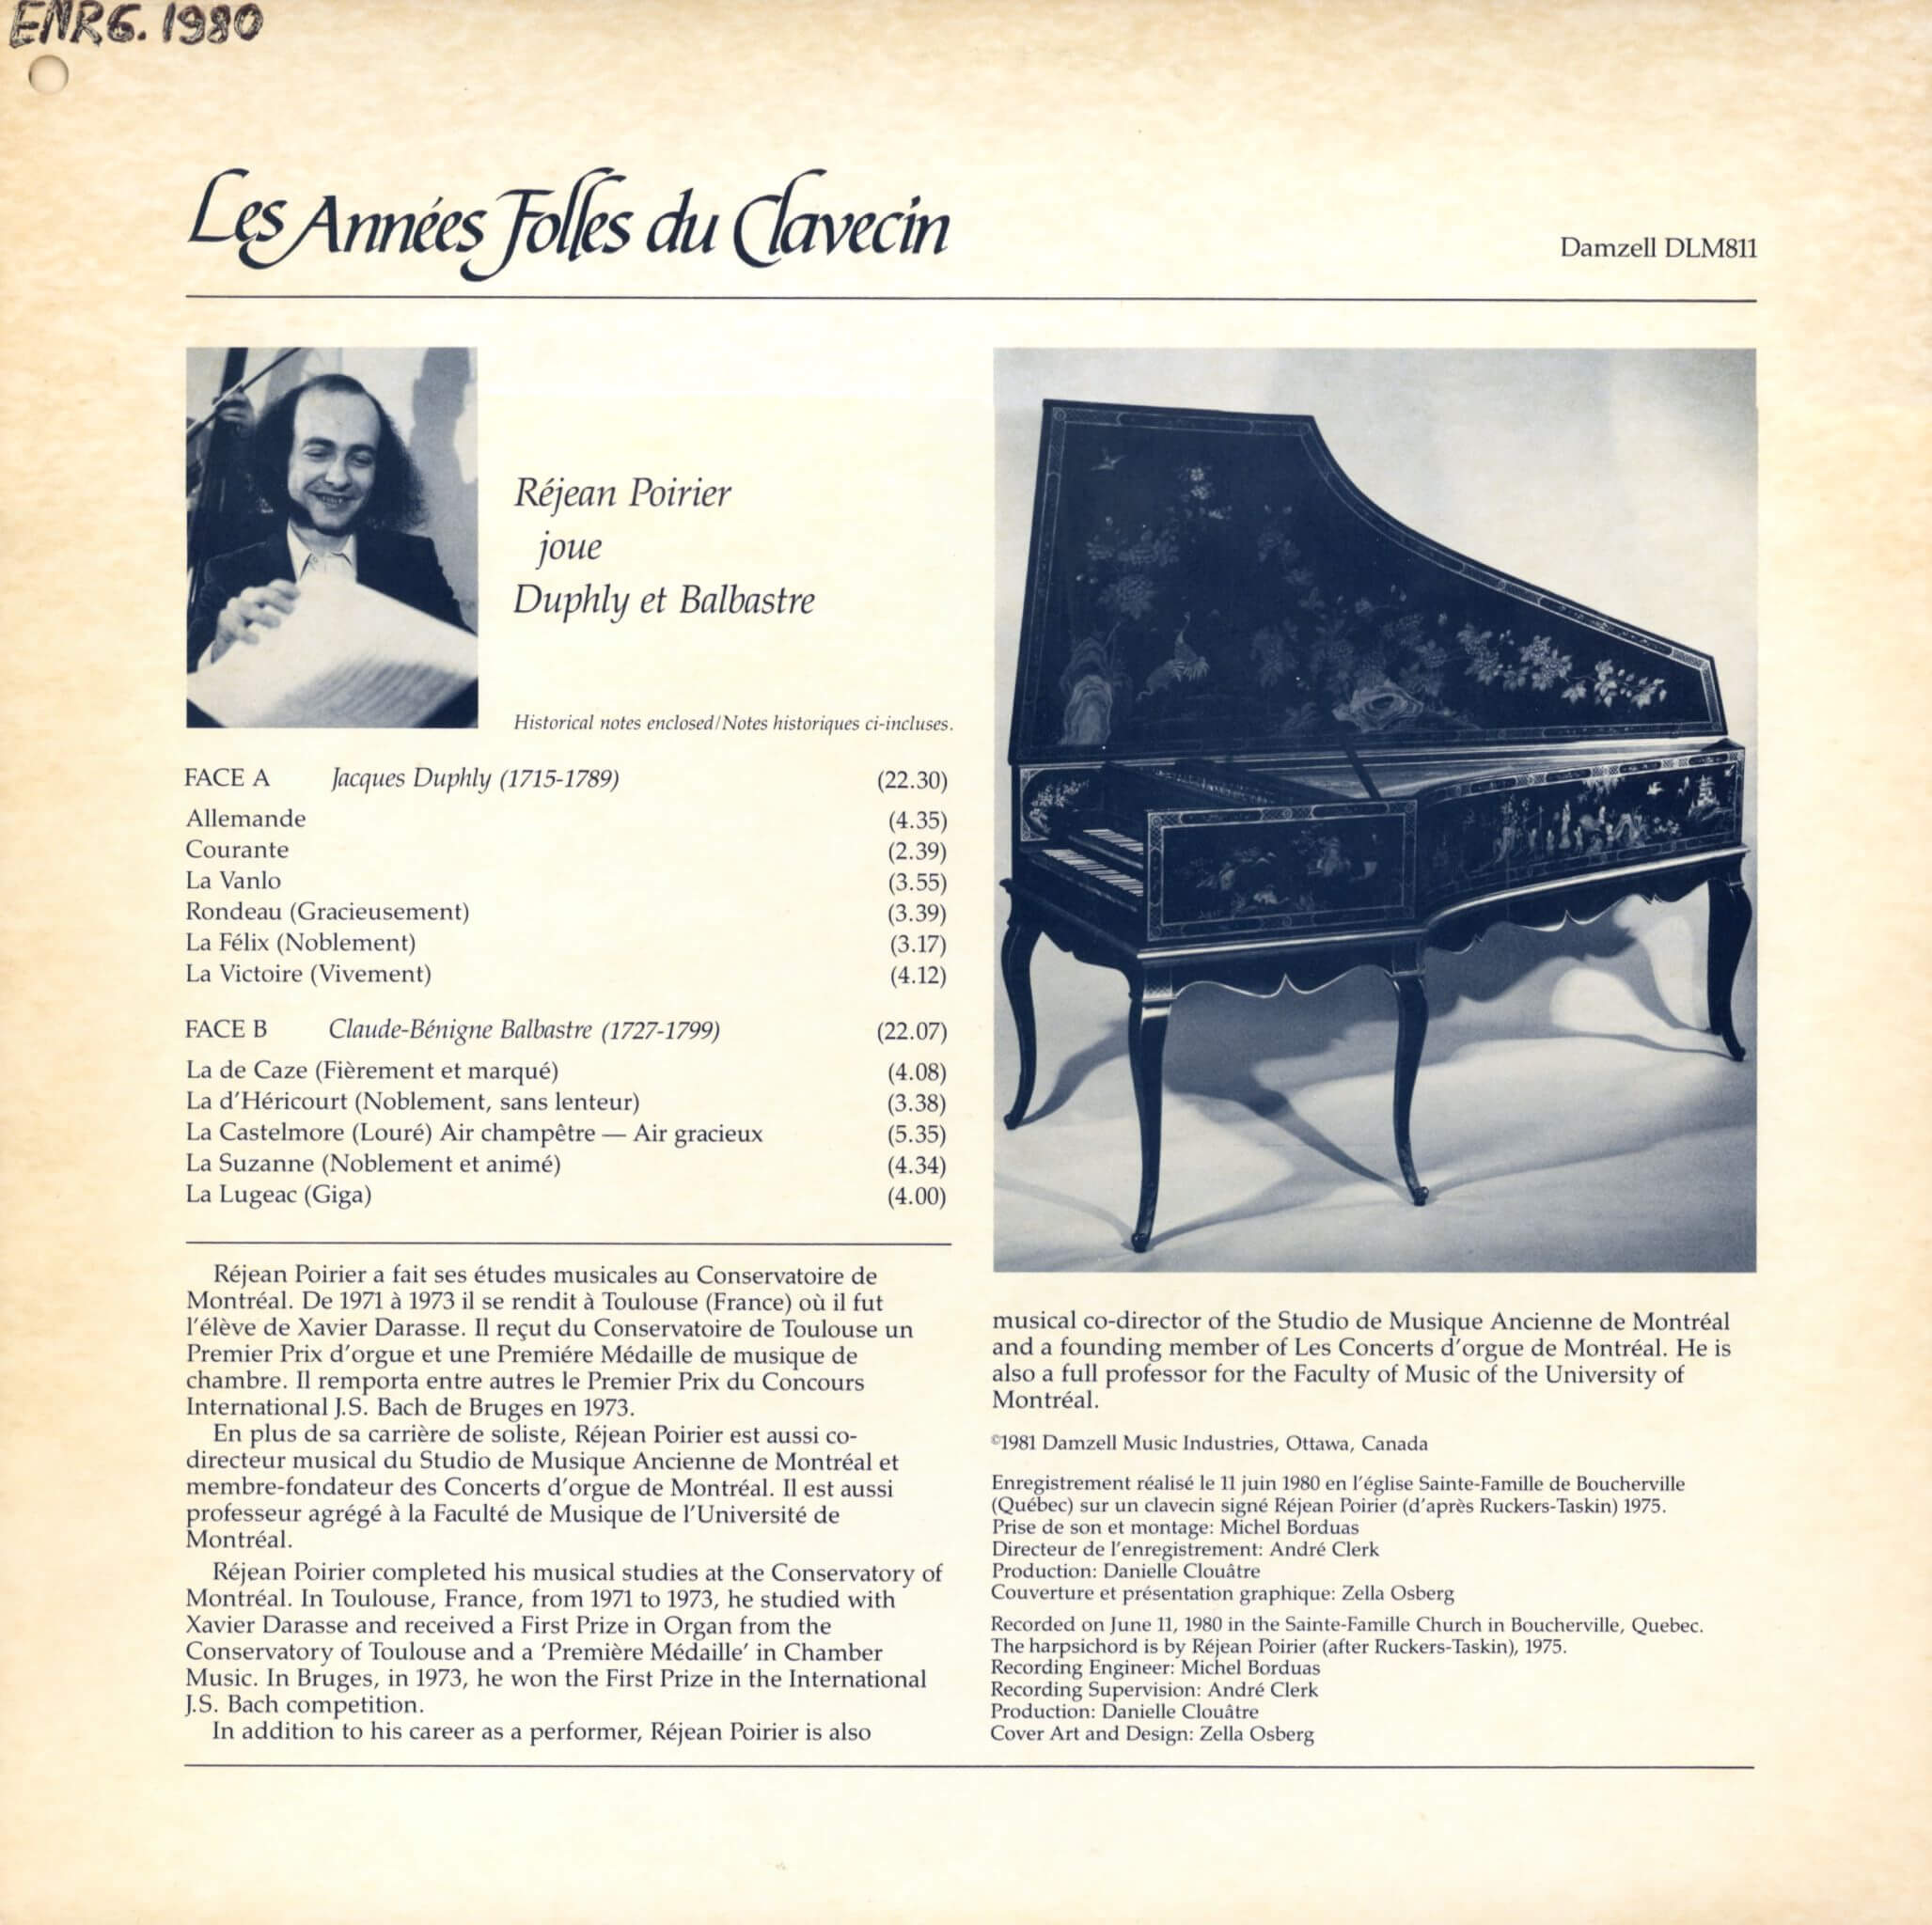 ENRG. 1980
Les Années Folles du Clavecin
Damzell DLM811
Réjean Poirier
joue
Duphly et Balbastre
Historical notes enclosed/Notes historiques ci-incluses.
FACE A Jacques Duphly (1715-1789) (22.30)
Allemande (4.35)
Courante (2.39)
La Vanlo (3.55)
Rondeau (Gracieusement) (3.39)
La Félix (Noblement) (3.17)
La Victoire (Vivement) (4.12)
FACE B Claude-Bénigne Balbastre (1727-1799) (22.07)
La de Caze (Fièrement et marqué) (4.08)
La d'Héricourt (Noblement, sans lenteur) (3.38)
La Castelmore (Louré) Air champêtre — Air gracieux (5.35)
La Suzanne (Noblement et animé) (4.34)
La Lugeac (Giga) (4.00)
Réjean Poirier a fait ses études musicales au Conservatoire de
Montréal. De 1971 à 1973 il se rendit à Toulouse (France) où il fut
l'élève de Xavier Darasse. Il reçut du Conservatoire de Toulouse un
Premier Prix d'orgue et une Premiére Médaille de musique de
chambre. Il remporta entre autres le Premier Prix du Concours
International J.S. Bach de Bruges en 1973.
En plus de sa carrière de soliste, Réjean Poirier est aussi co-
directeur musical du Studio de Musique Ancienne de Montréal et
membre-fondateur des Concerts d'orgue de Montréal. Il est aussi
professeur agrégé à la Faculté de Musique de l'Université de
Montréal.
Réjean Poirier completed his musical studies at the Conservatory of
Montréal. In Toulouse, France, from 1971 to 1973, he studied with
Xavier Darasse and received a First Prize in Organ from the
Conservatory of Toulouse and a 'Première Médaille' in Chamber
Music. In Bruges, in 1973, he won the First Prize in the International
J.S. Bach competition.
In addition to his career as a performer, Réjean Poirier is also
musical co-director of the Studio de Musique Ancienne de Montréal
and a founding member of Les Concerts d'orgue de Montréal. He is
also a full professor for the Faculty of Music of the University of
Montréal.
©1981 Damzell Music Industries, Ottawa, Canada
Enregistrement réalisé le 11 juin 1980 en l'église Sainte-Famille de Boucherville
(Québec) sur un clavecin signé Réjean Poirier (d'après Ruckers-Taskin) 1975.
Prise de son et montage: Michel Borduas
Directeur de l'enregistrement: André Clerk
Production: Danielle Clouâtre
Couverture et présentation graphique: Zella Osberg
Recorded on June 11, 1980 in the Sainte-Famille Church in Boucherville, Quebec.
The harpsichord is by Réjean Poirier (after Ruckers-Taskin), 1975.
Recording Engineer: Michel Borduas
Recording Supervision: André Clerk
Production: Danielle Clouâtre
Cover Art and Design: Zella Osberg